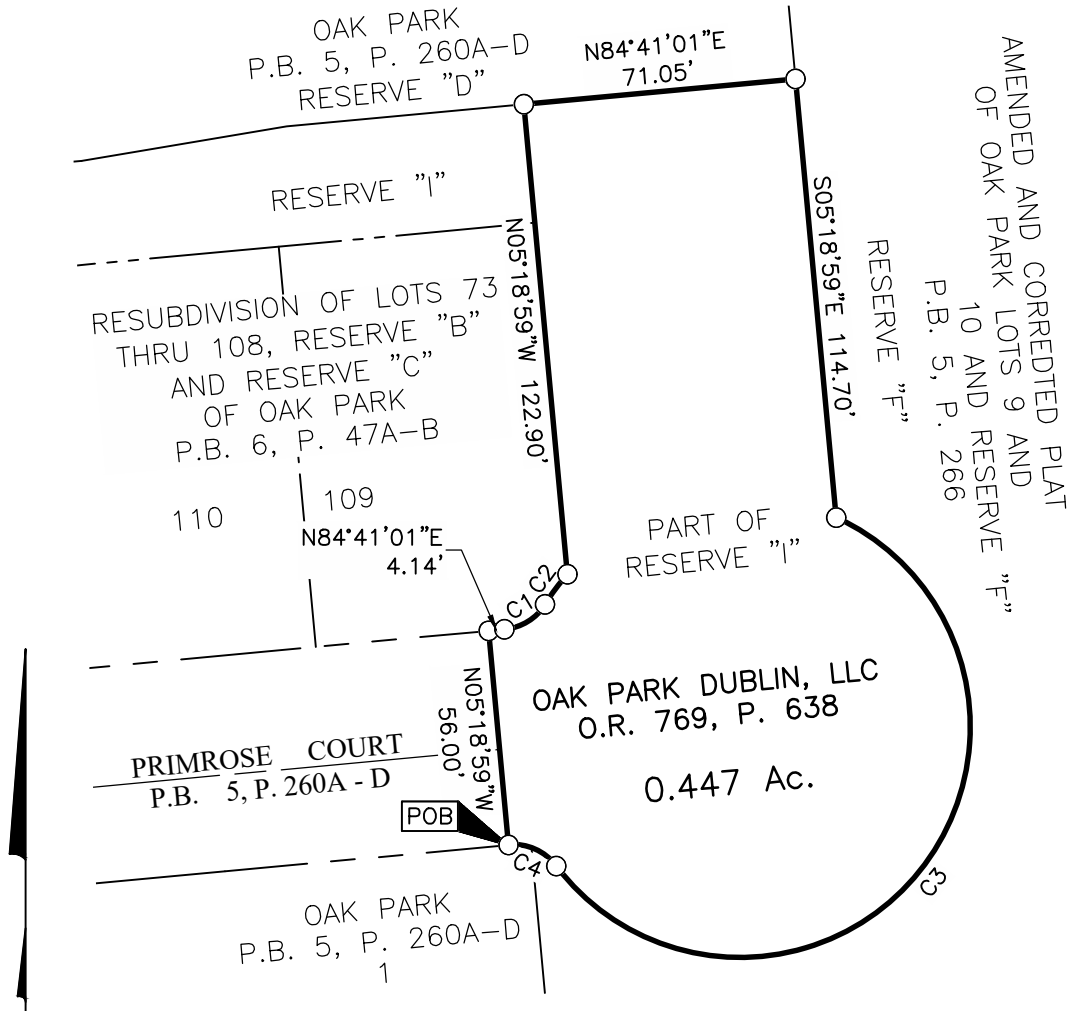 OAK PARK
P.B. 5, P. 260A-D
RESERVE "D"
N84°41'01"E
71.05'
AMENDED AND CORREDTED PLAT
OF OAK PARK LOTS 9 AND
10 AND RESERVE "F"
P.B. 5, P. 266
RESERVE "I"
N05°18'59"W 122.90'
S05°18'59"E 114.70'
RESERVE "F"
RESUBDIVISION OF LOTS 73
THRU 108, RESERVE "B"
AND RESERVE "C"
OF OAK PARK
P.B. 6, P. 47A-B
110
109
N84°41'01"E
4.14'
PART OF
RESERVE "I"
C1
C2
OAK PARK DUBLIN, LLC
O.R. 769, P. 638
0.447 Ac.
N05°18'59"W
56.00'
PRIMROSE COURT
P.B. 5, P. 260A - D
POB
C4
C3
OAK PARK
P.B. 5, P. 260A-D
1